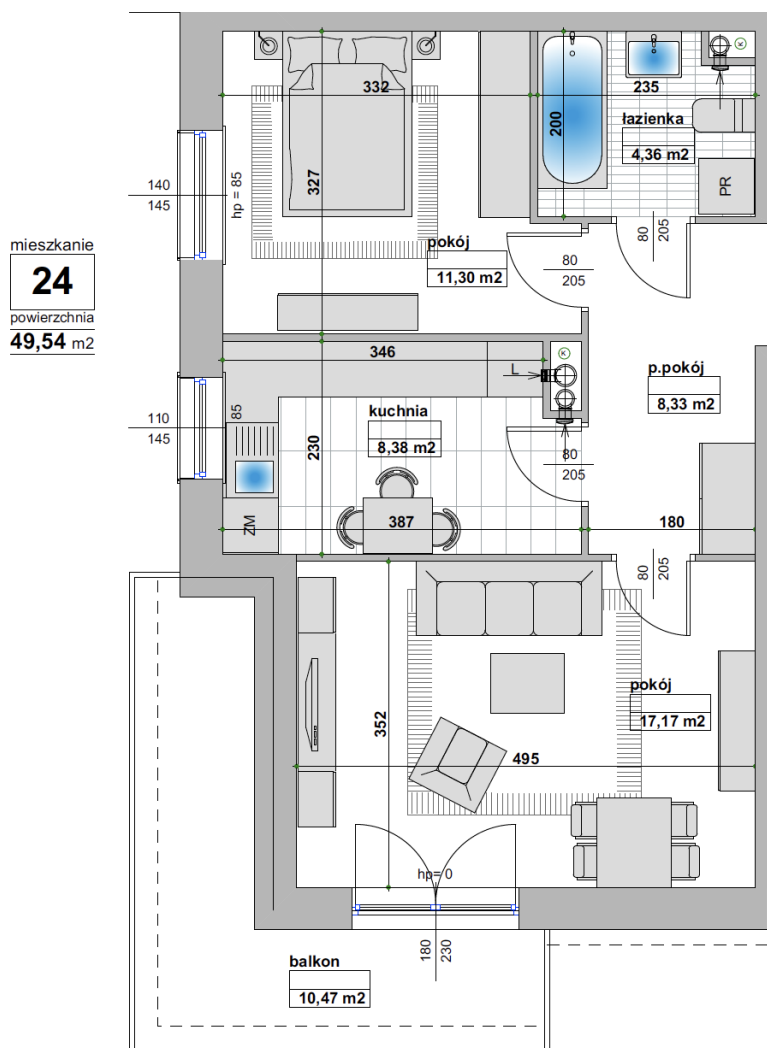 mieszkanie
24
powierzchnia
49,54 m2
332
327
140
145
hp = 85
pokój
11,30 m2
80
205
235
200
łazienka
4,36 m2
K
PR
80
205
346
L
K
kuchnia
8,38 m2
110
145
85
230
ZM
387
80
205
p.pokój
8,33 m2
180
80
205
352
495
pokój
17,17 m2
hp= 0
180
230
balkon
10,47 m2